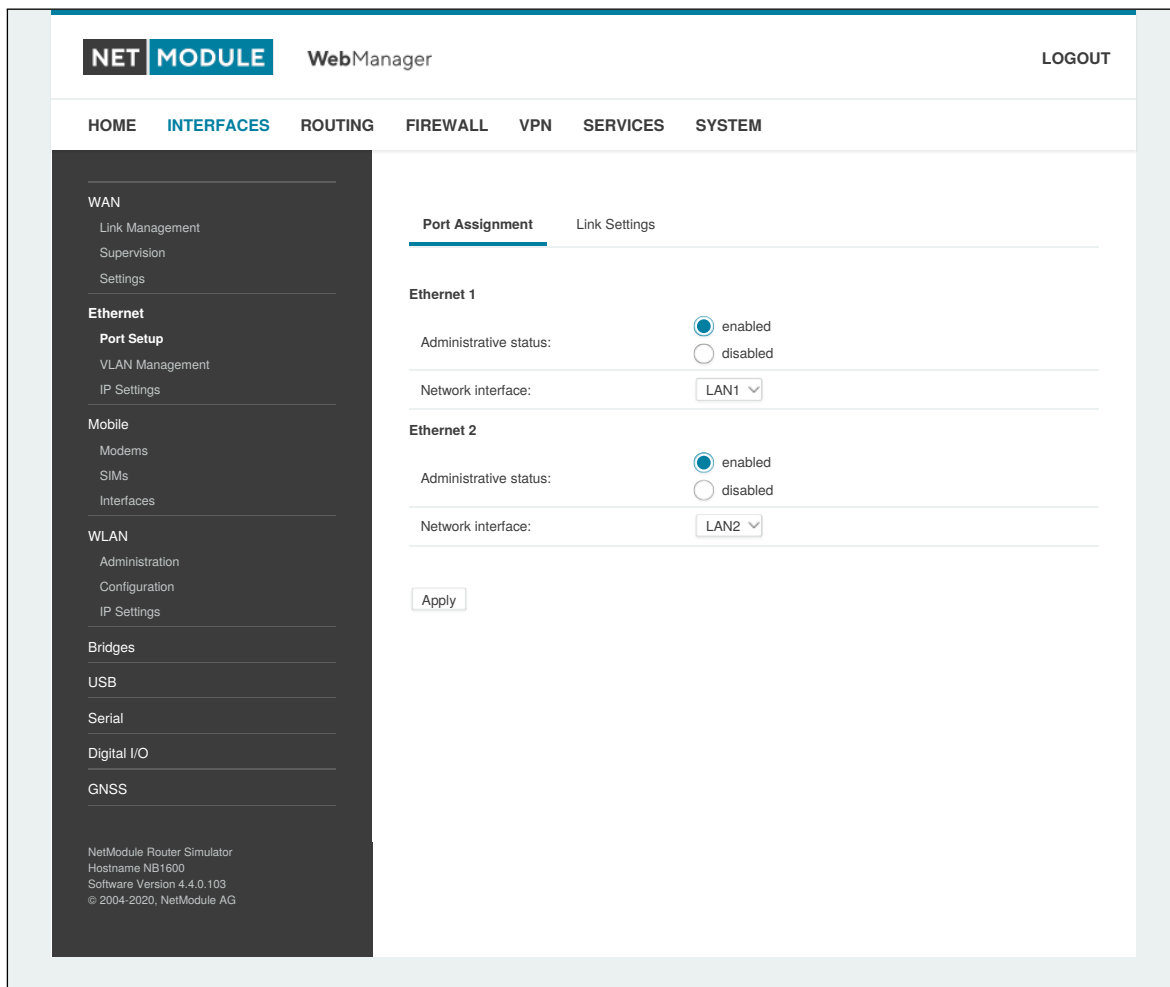 NET MODULE WebManager LOGOUT
HOME INTERFACES ROUTING FIREWALL VPN SERVICES SYSTEM
WAN
Link Management
Supervision
Settings
Ethernet
Port Setup
VLAN Management
IP Settings
Mobile
Modems
SIMs
Interfaces
WLAN
Administration
Configuration
IP Settings
Bridges
USB
Serial
Digital I/O
GNSS
NetModule Router Simulator
Hostname NB1600
Software Version 4.4.0.103
© 2004-2020, NetModule AG
Port Assignment Link Settings
Ethernet 1
Administrative status:
enabled
disabled
Network interface: LAN1
Ethernet 2
Administrative status:
enabled
disabled
Network interface: LAN2
Apply